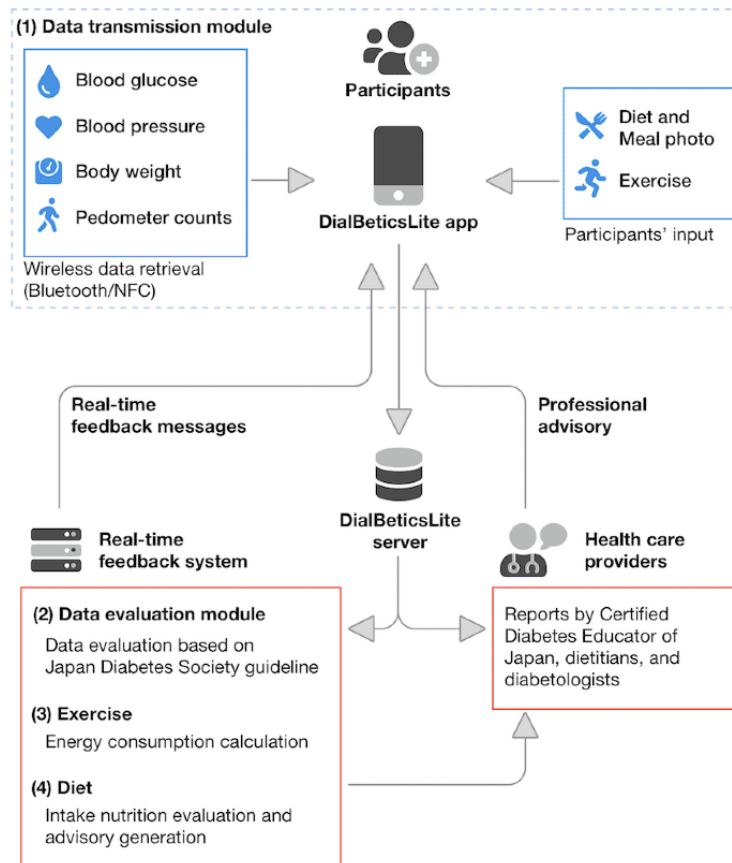 (1) Data transmission module
Blood glucose
Blood pressure
Body weight
Pedometer counts
Wireless data retrieval
(Bluetooth/NFC)
Participants
DialBeticsLite app
Diet and
Meal photo
Exercise
Participants’ input
Real-time
feedback messages
Professional
advisory
DialBeticsLite
server
Real-time
feedback system
Health care
providers
(2) Data evaluation module
Data evaluation based on
Japan Diabetes Society guideline
(3) Exercise
Energy consumption calculation
(4) Diet
Intake nutrition evaluation and
advisory generation
Reports by Certified
Diabetes Educator of
Japan, dietitians, and
diabetologists